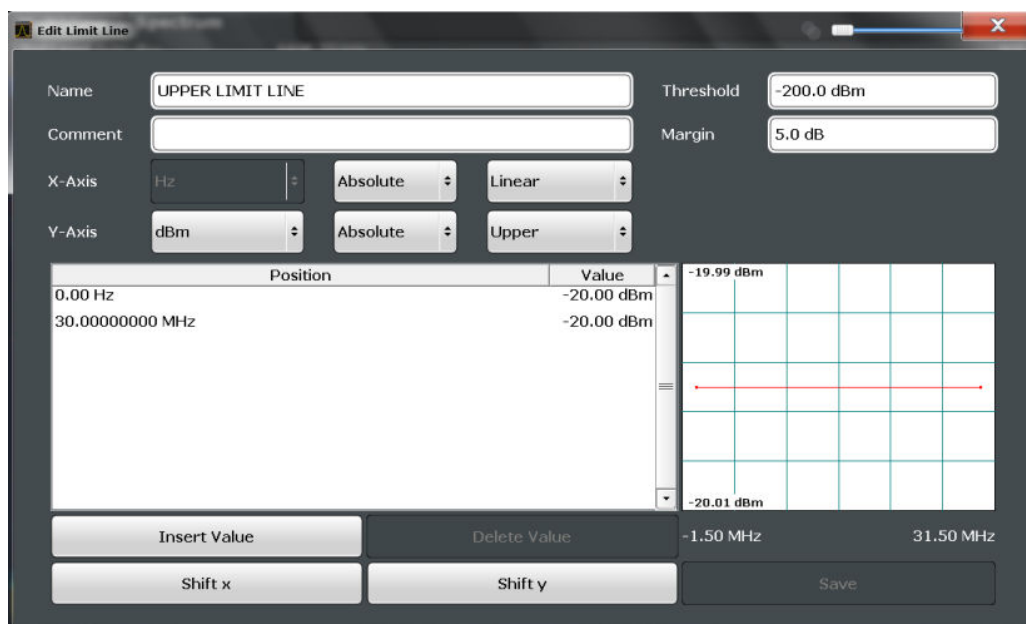 Spectrum
Edit Limit Line
Name UPPER LIMIT LINE Threshold -200.0 dBm
Comment Margin 5.0 dB
X-Axis Hz Absolute Linear
Y-Axis dBm Absolute Upper
Position Value
0.00 Hz -20.00 dBm
30.00000000 MHz -20.00 dBm
-19.99 dBm
-20.01 dBm
Insert Value Delete Value -1.50 MHz 31.50 MHz
Shift x Shift y Save